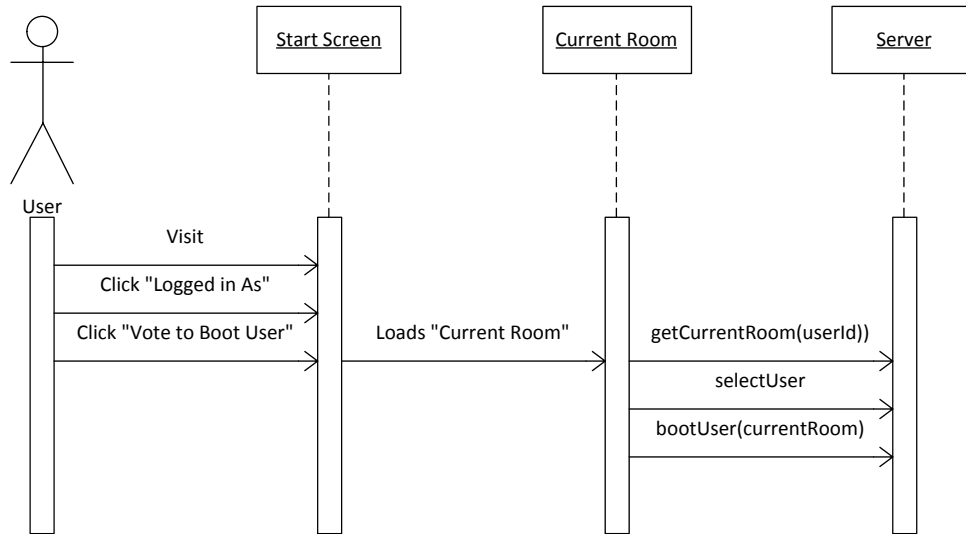 Start Screen
Current Room
Server
User
Visit
Click "Logged in As"
Click "Vote to Boot User"
Loads "Current Room"
getCurrentRoom(userId))
selectUser
bootUser(currentRoom)